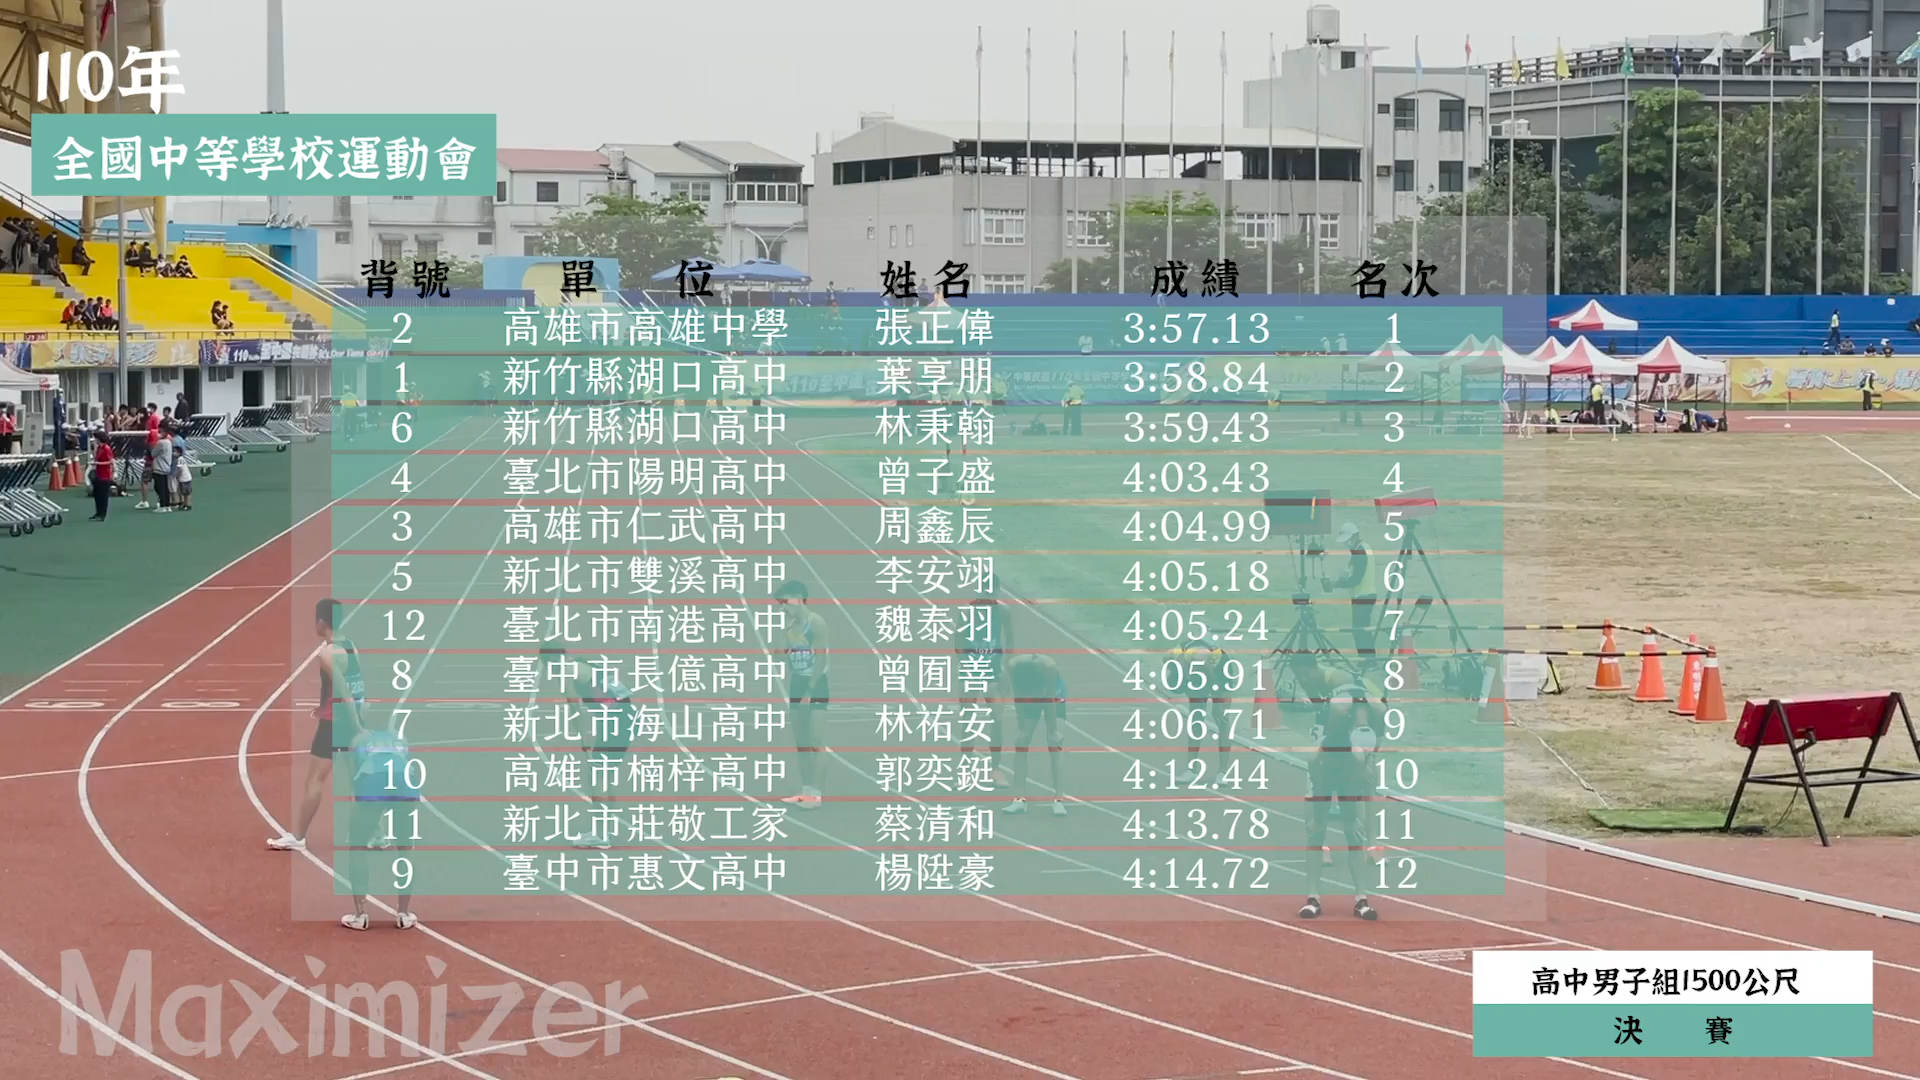 110年
全國中等學校運動會
背號 單 位 姓名 成績 名次
2 高雄市高雄中學 張正偉 3:57.13 1
1 新竹縣湖口高中 葉享朋 3:58.84 2
6 新竹縣湖口高中 林秉翰 3:59.43 3
4 臺北市陽明高中 曾子盛 4:03.43 4
3 高雄市仁武高中 周鑫辰 4:04.99 5
5 新北市雙溪高中 李安翊 4:05.18 6
12 臺北市南港高中 魏泰羽 4:05.24 7
8 臺中市長億高中 曾囿善 4:05.91 8
7 新北市海山高中 林祐安 4:06.71 9
10 高雄市楠梓高中 郭奕鋌 4:12.44 10
11 新北市莊敬工家 蔡清和 4:13.78 11
9 臺中市惠文高中 楊陞豪 4:14.72 12
Maximizer
高中男子組1500公尺
決 賽